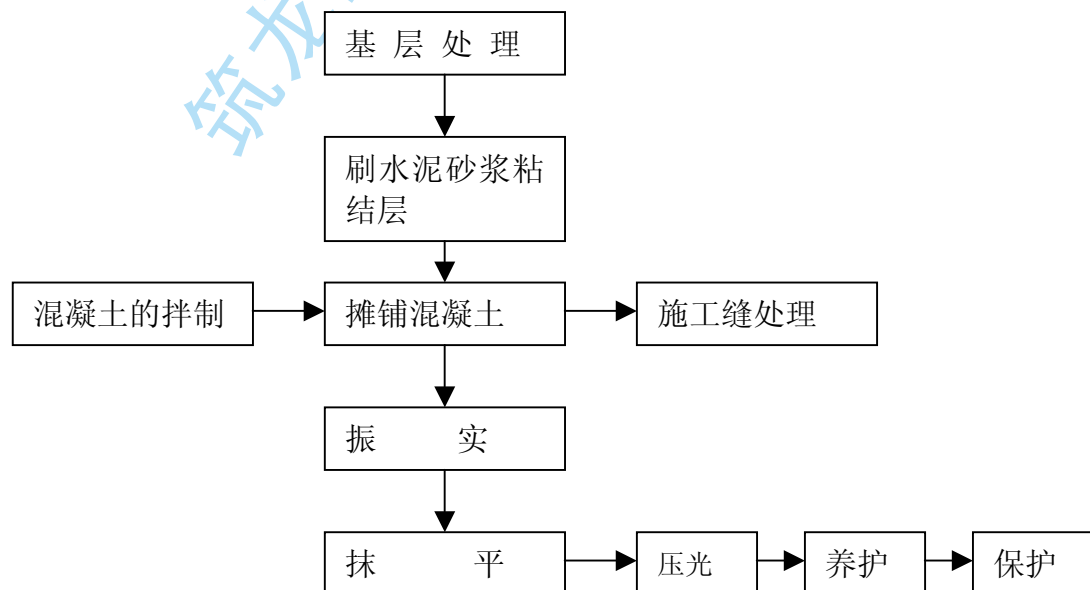 筑龙
基 层 处 理
刷水泥砂浆粘
结层
混凝土的拌制
摊铺混凝土
施工缝处理
振 实
抹 平
压光
养护
保护